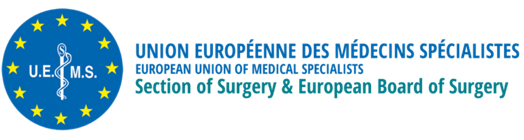 U.E.M.S.
UNION EUROPÉENNE DES MÉDECINS SPÉCIALISTES
EUROPEAN UNION OF MEDICAL SPECIALISTS
Section of Surgery & European Board of Surgery